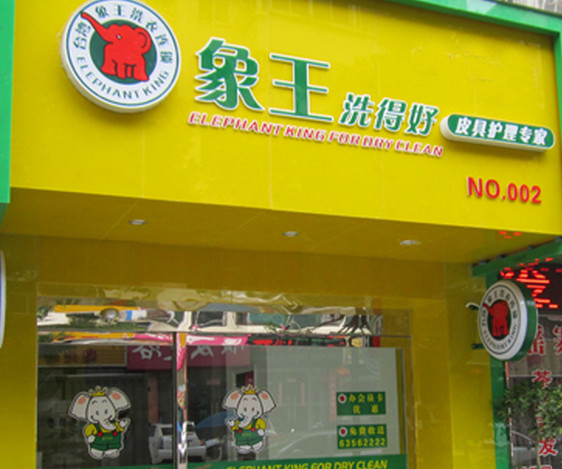 台湾象王洗衣连锁
ELEPHANT KING
象王 洗得好
皮具护理专家
ELEPHANT KING FOR DRY CLEAN
NO.002
办会员卡
优惠
免费收送
63562222
ELEPHANT KING FOR DRY CLEAN